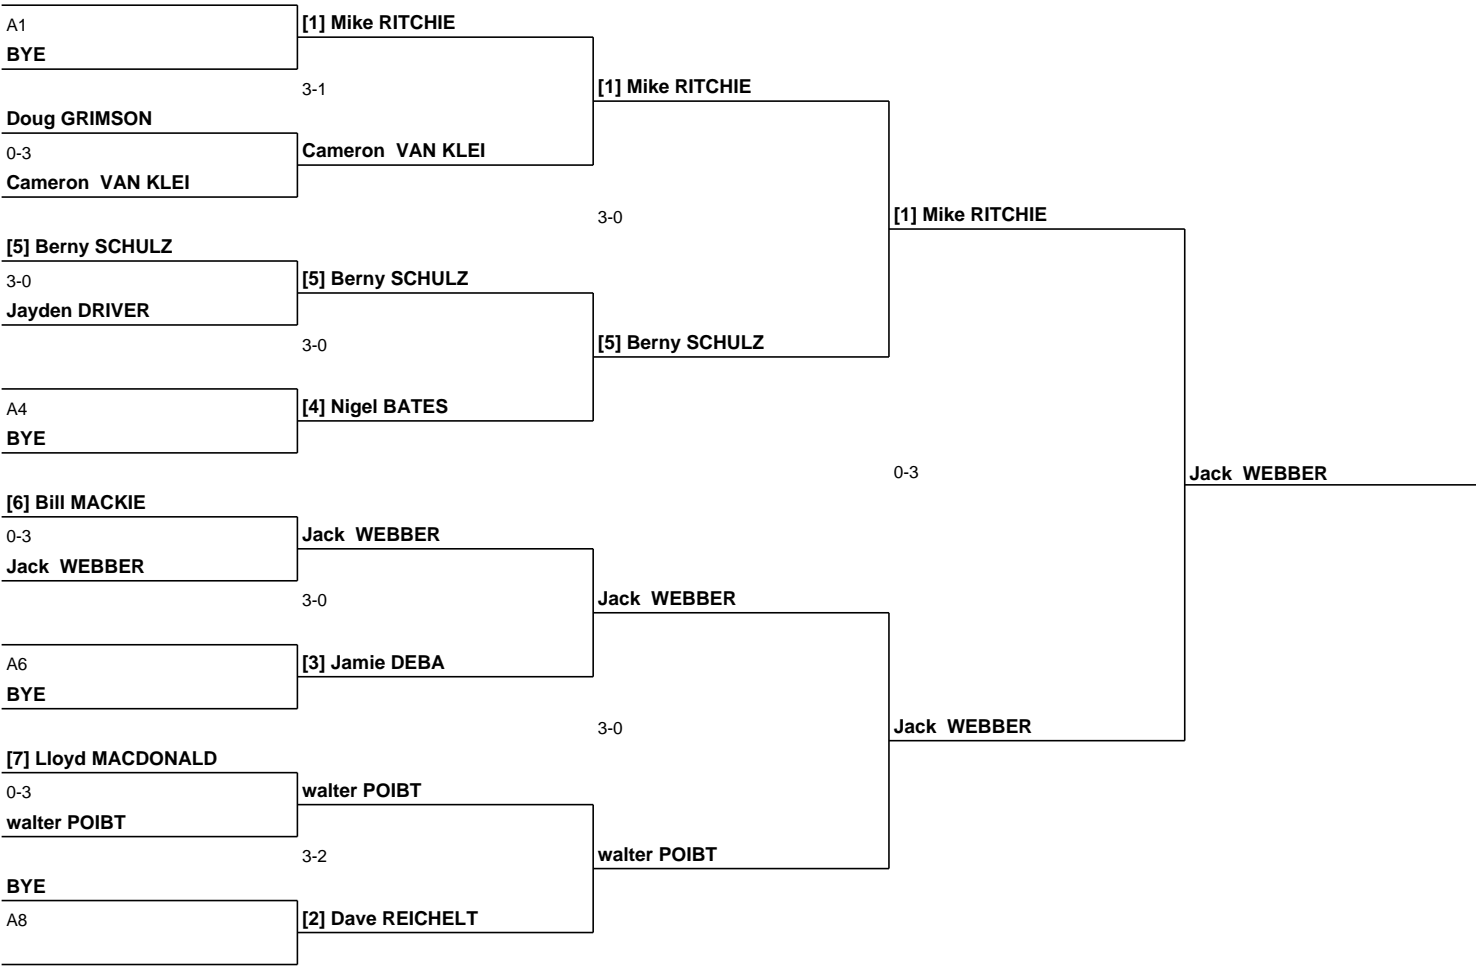 A1
BYE
[1] Mike RITCHIE
3-1
Doug GRIMSON
0-3
Cameron  VAN KLEI
Cameron  VAN KLEI
[1] Mike RITCHIE
3-0
[5] Berny SCHULZ
3-0
Jayden DRIVER
[5] Berny SCHULZ
3-0
A4
BYE
[4] Nigel BATES
[5] Berny SCHULZ
[1] Mike RITCHIE
0-3
[6] Bill MACKIE
0-3
Jack  WEBBER
Jack  WEBBER
3-0
A6
BYE
[3] Jamie DEBA
Jack  WEBBER
3-0
[7] Lloyd MACDONALD
0-3
walter POIBT
walter POIBT
3-2
BYE
A8
[2] Dave REICHELT
walter POIBT
Jack  WEBBER
Jack  WEBBER